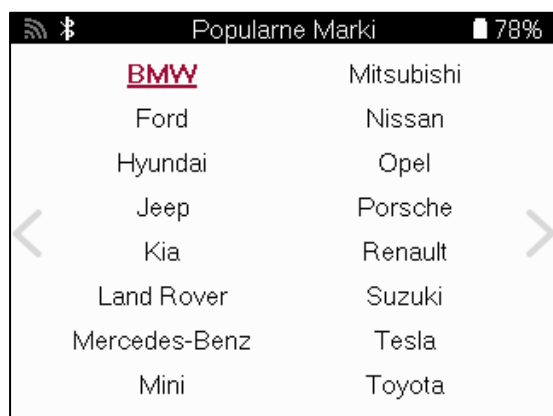 Popularne Marki 78%
BMW
Ford
Hyundai
Jeep
Kia
Land Rover
Mercedes-Benz
Mini
Mitsubishi
Nissan
Opel
Porsche
Renault
Suzuki
Tesla
Toyota